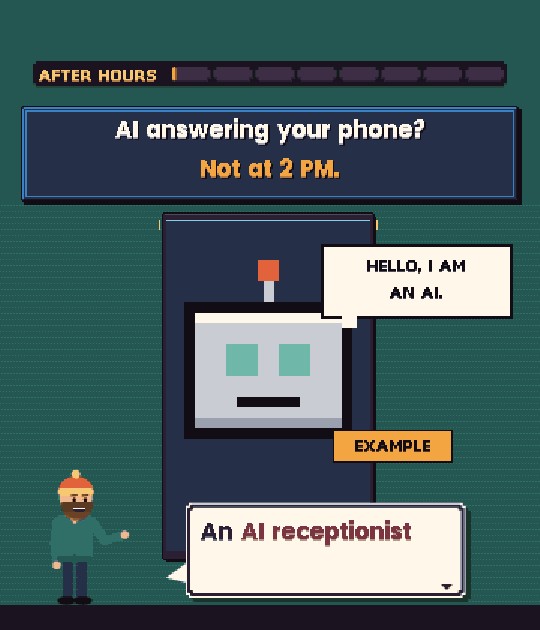 AFTER HOURS
AI answering your phone?
Not at 2 PM.
HELLO, I AM
AN AI.
EXAMPLE
An AI receptionist